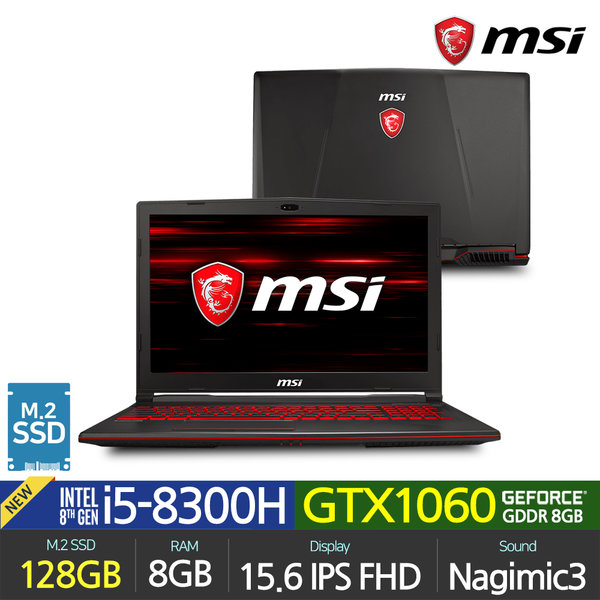 msi
msi
msi
msi
M.2
SSD
NEW
INTEL
8TH GEN
i5-8300H
GTX1060
GEFORCE®
GDDR 8GB
M.2 SSD
RAM
Display
Sound
128GB
8GB
15.6 IPS FHD
Nagimic3